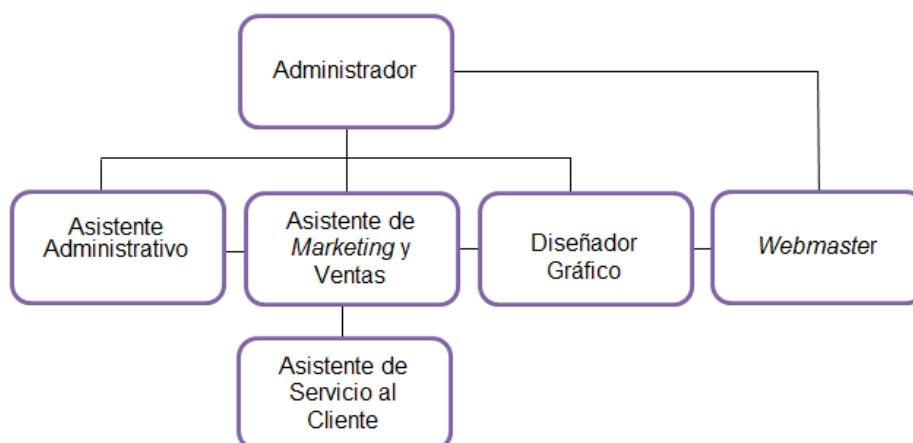 Administrador
Asistente
Administrativo
Asistente de
Marketing y
Ventas
Diseñador
Gráfico
Webmaster
Asistente de
Servicio al
Cliente